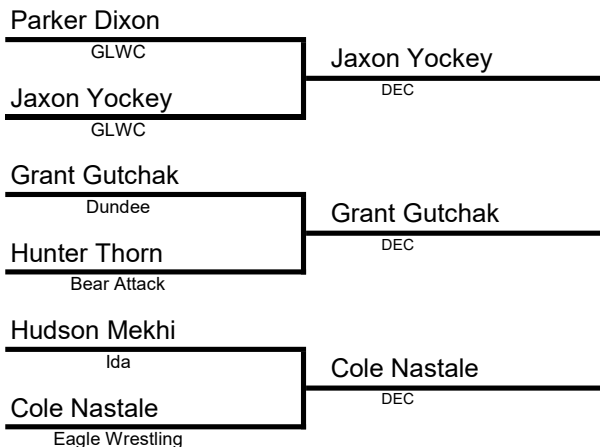 Parker Dixon
GLWC
Jaxon Yockey
DEC
Jaxon Yockey
GLWC
Grant Gutchak
Dundee
Grant Gutchak
DEC
Hunter Thorn
Bear Attack
Hudson Mekhi
Ida
Cole Nastale
DEC
Cole Nastale
Eagle Wrestling